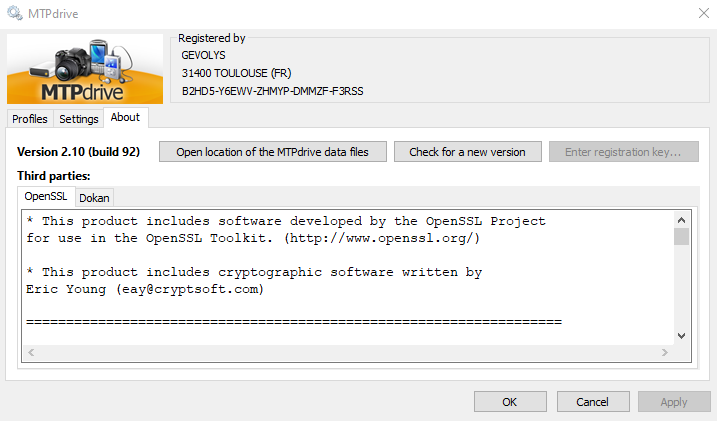 MTPdrive
MTPdrive
Registered by
GEVOLYS
31400 TOULOUSE (FR)
B2HD5-Y6EWV-ZHMYP-DMMZF-F3RSS
Profiles Settings About
Version 2.10 (build 92) Open location of the MTPdrive data files Check for a new version Enter registration key...
Third parties:
OpenSSL Dokan
* This product includes software developed by the OpenSSL Project
for use in the OpenSSL Toolkit. (http://www.openssl.org/)
* This product includes cryptographic software written by
Eric Young (eay@cryptsoft.com)
===================================================================
OK Cancel Apply